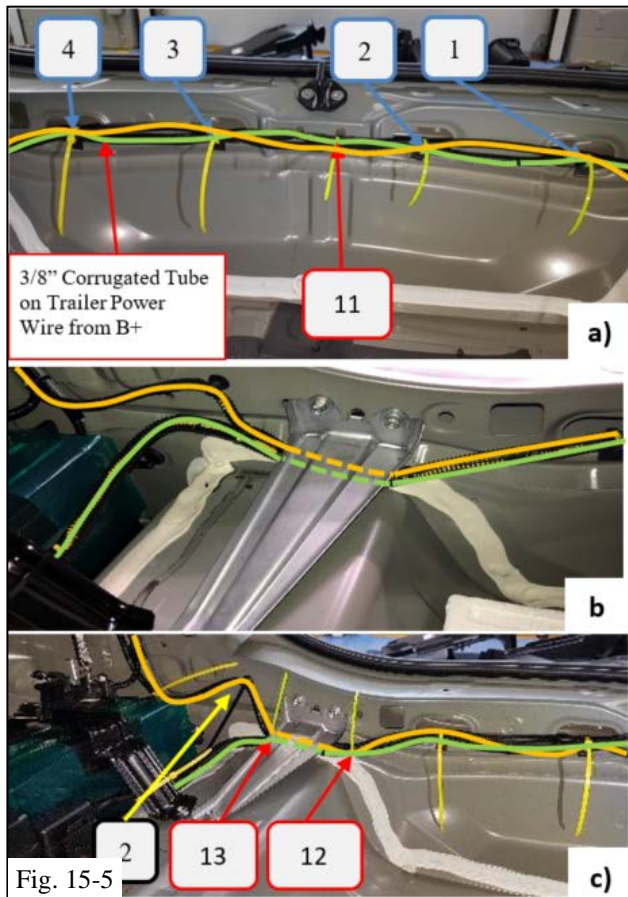 4
3
2
1
3/8” Corrugated Tube
on Trailer Power
Wire from B+
11
a)
b
2
13
12
Fig. 15-5
c)